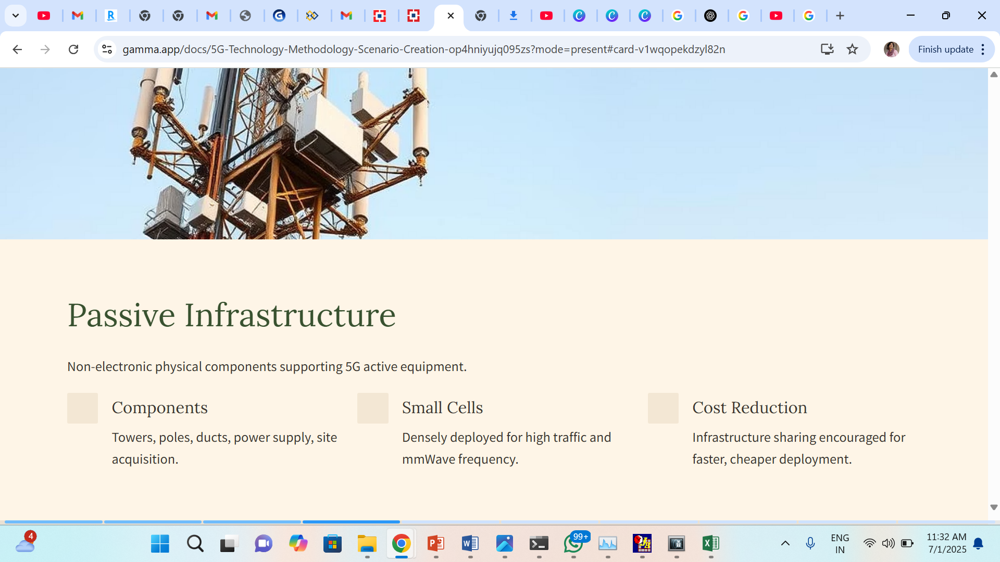 gamma.app/docs/5G-Technology-Methodology-Scenario-Creation-op4hniyujq095zs?mode=present#card-v1wqopekdzyl82n
Finish update
Passive Infrastructure
Non-electronic physical components supporting 5G active equipment.
Components
Towers, poles, ducts, power supply, site
acquisition.
Small Cells
Densely deployed for high traffic and
mmWave frequency.
Cost Reduction
Infrastructure sharing encouraged for
faster, cheaper deployment.
4
99+
ENG
IN
11:32 AM
7/1/2025